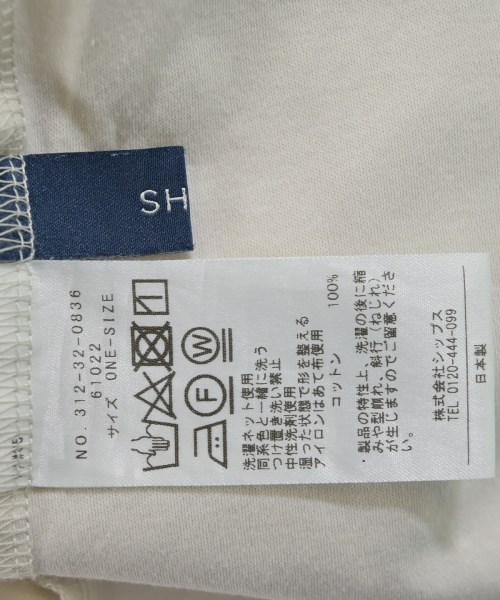 SH
NO. 312-32-0836
61022
サイズ ONE-SIZE
F W
洗濯ネット使用
同系色と一緒に洗う
つけ置き洗い禁止
中性洗剤使用
湿った状態で形を整える
アイロンはあて布使用
コットン 100%
・製品の特性上、洗濯の後に縮
みや型崩れ、斜行(ねじれ)
が生じますのでご留意くださ
い。
株式会社シップス
TEL 0120-444-099
日本製